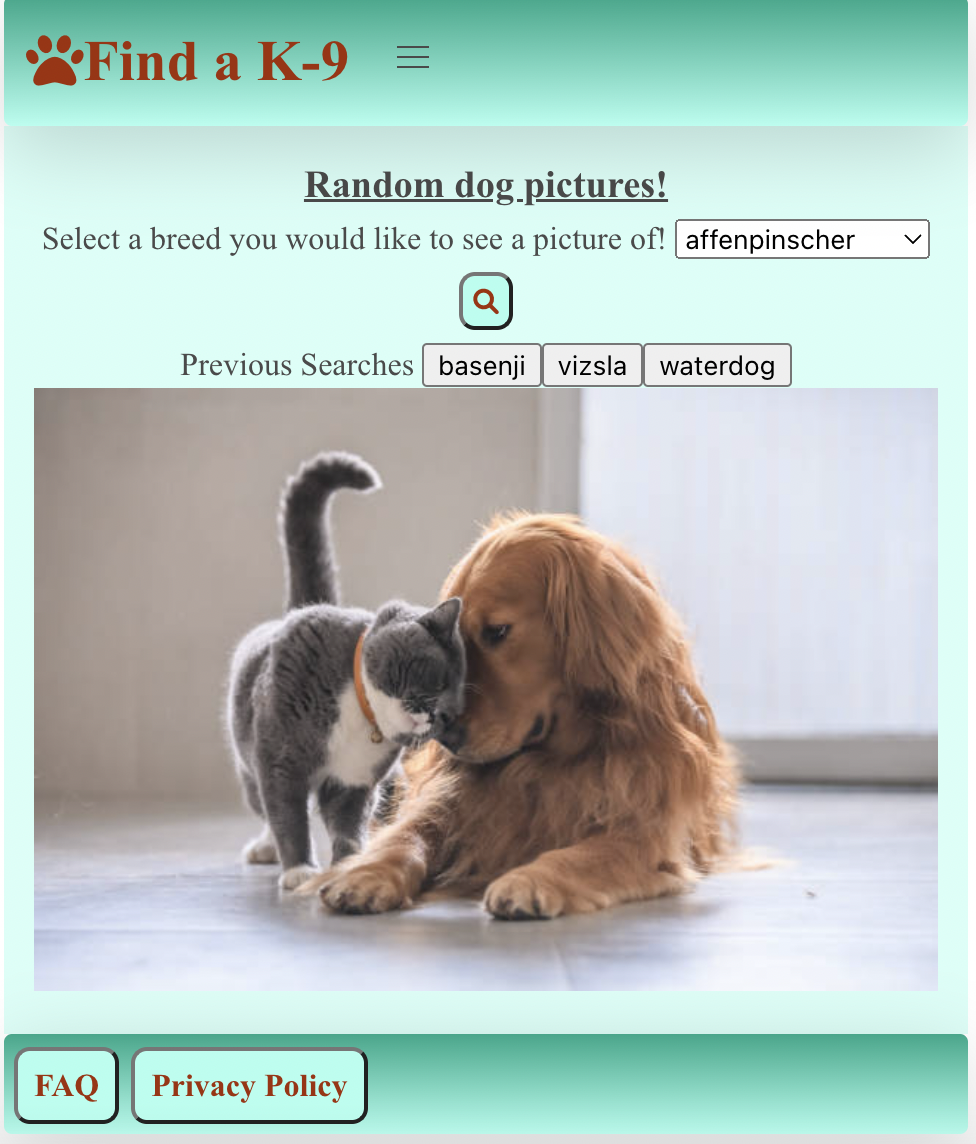 Find a K-9
Random dog pictures!
Select a breed you would like to see a picture of! affenpinscher
Previous Searches basenji vizsla waterdog
FAQ Privacy Policy